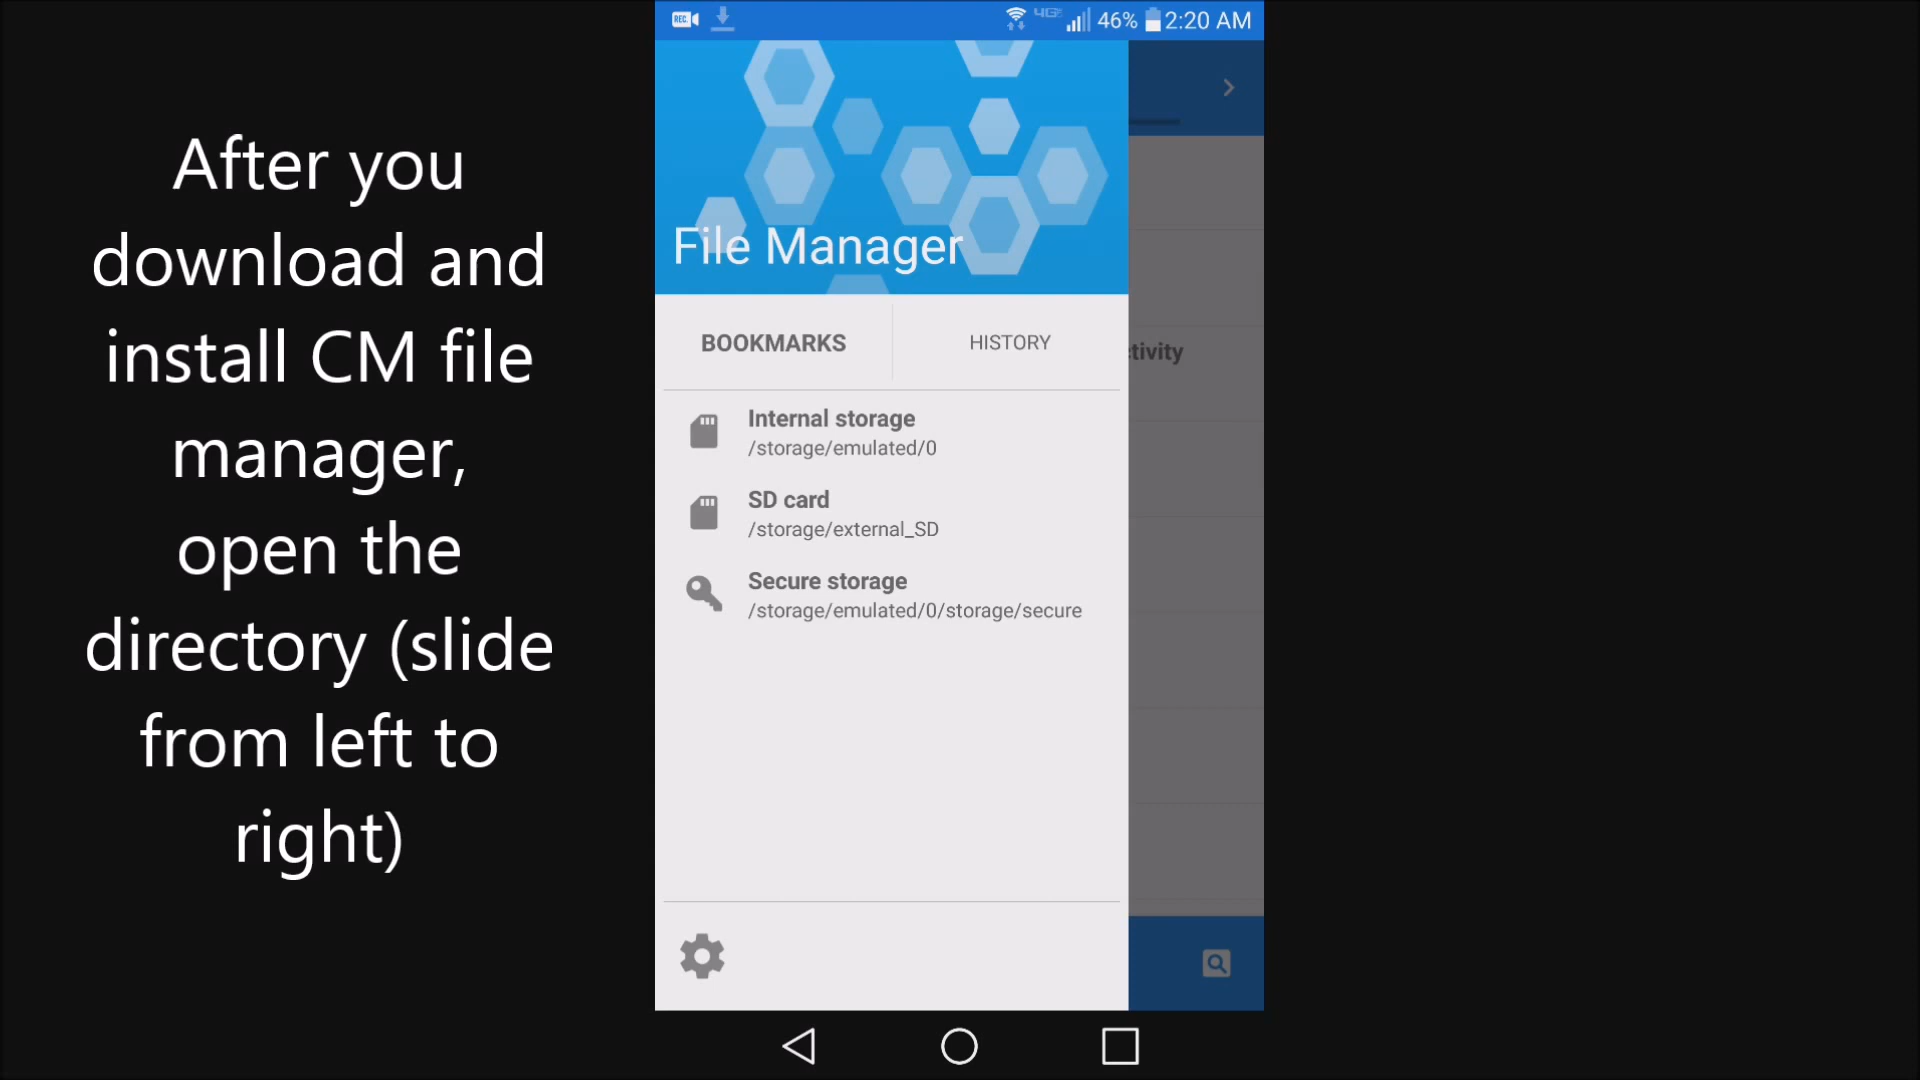 After you
download and
install CM file
manager,
open the
directory (slide
from left to
right)
REC
4G 46% 2:20 AM
File Manager
BOOKMARKS
HISTORY
tivity
Internal storage
/storage/emulated/0
SD card
/storage/external_SD
Secure storage
/storage/emulated/0/storage/secure